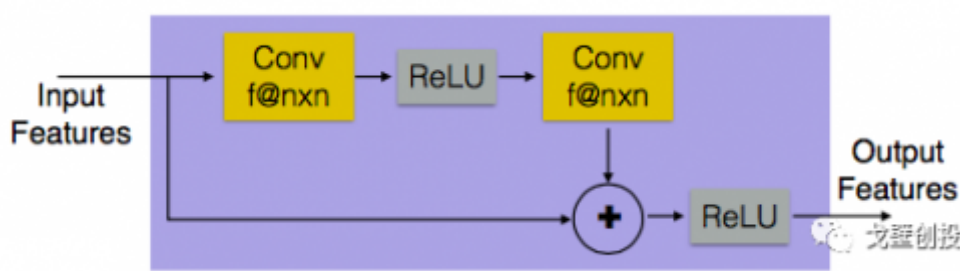 Input
Features
Conv
f@nxn
ReLU
Conv
f@nxn
ReLU
Output
Features
戈壁创投